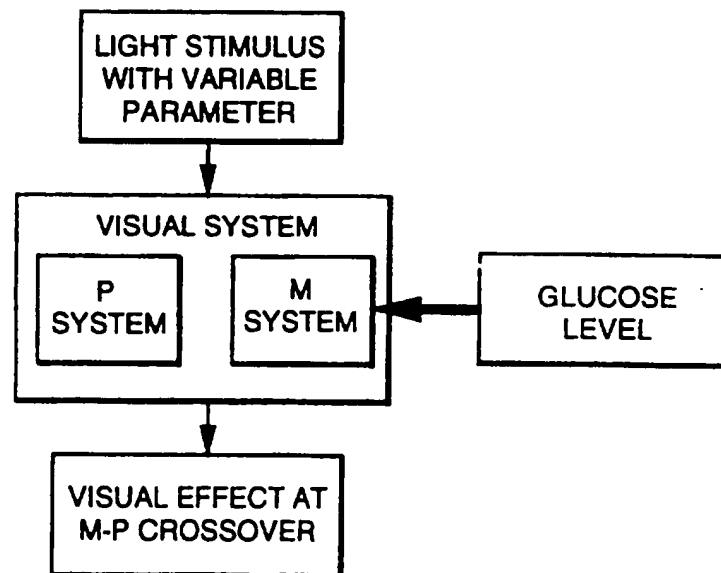 LIGHT STIMULUS
WITH VARIABLE
PARAMETER
VISUAL SYSTEM
P
SYSTEM
M
SYSTEM
GLUCOSE
LEVEL
VISUAL EFFECT AT
M-P CROSSOVER